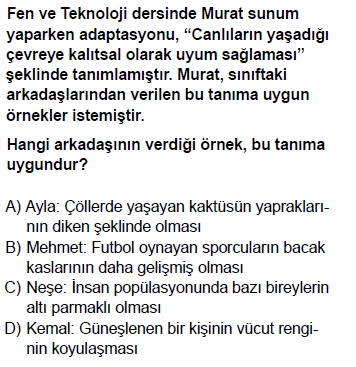 Fen ve Teknoloji dersinde Murat sunum
yaparken adaptasyonu, “Canlıların yaşadığı
çevreye kalıtsal olarak uyum sağlaması”
şeklinde tanımlamıştır. Murat, sınıftaki
arkadaşlarından verilen bu tanıma uygun
örnekler istemiştir.
Hangi arkadaşının verdiği örnek, bu tanıma
uygundur?
A) Ayla: Çöllerde yaşayan kaktüsün yaprakları-
nın diken şeklinde olması
B) Mehmet: Futbol oynayan sporcuların bacak
kaslarının daha gelişmiş olması
C) Neşe: İnsan popülasyonunda bazı bireylerin
altı parmaklı olması
D) Kemal: Güneşlenen bir kişinin vücut rengi-
nin koyulaşması